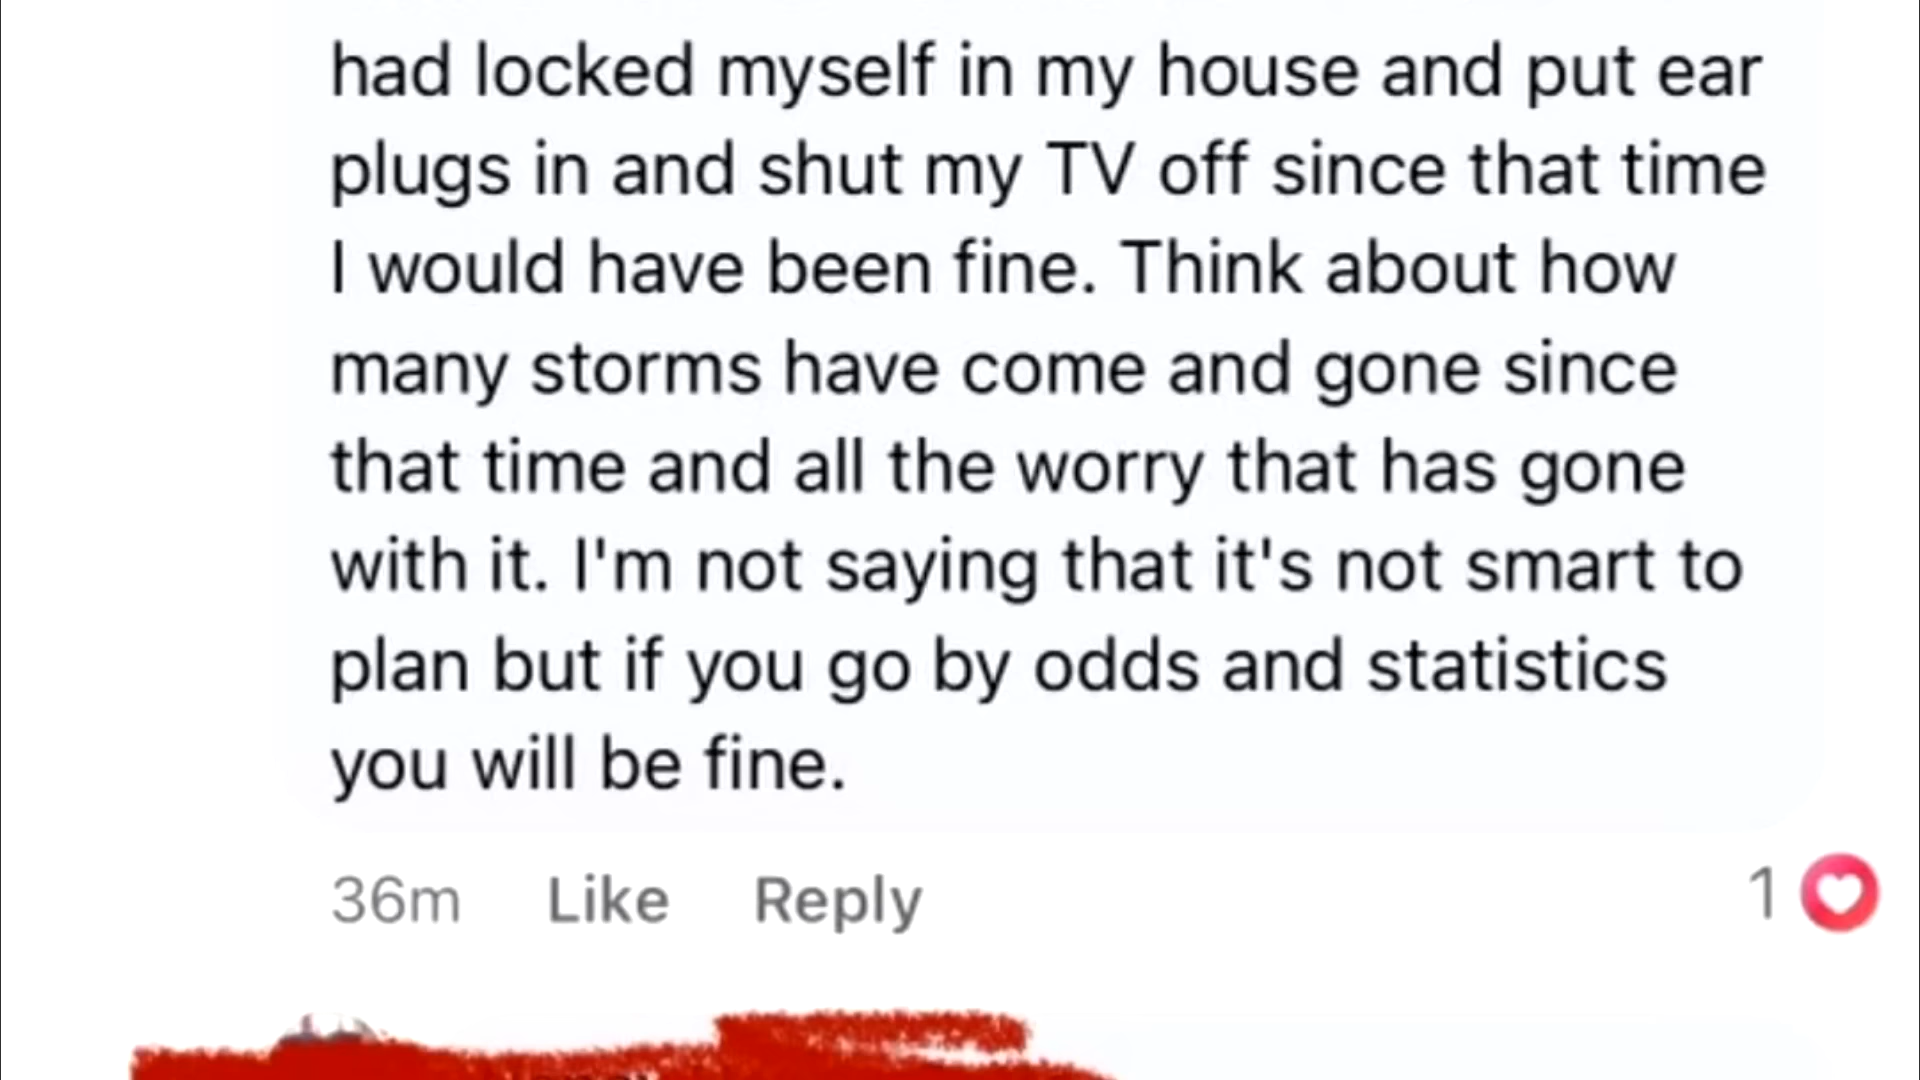 had locked myself in my house and put ear
plugs in and shut my TV off since that time
I would have been fine. Think about how
many storms have come and gone since
that time and all the worry that has gone
with it. I'm not saying that it's not smart to
plan but if you go by odds and statistics
you will be fine.
36m Like Reply 1